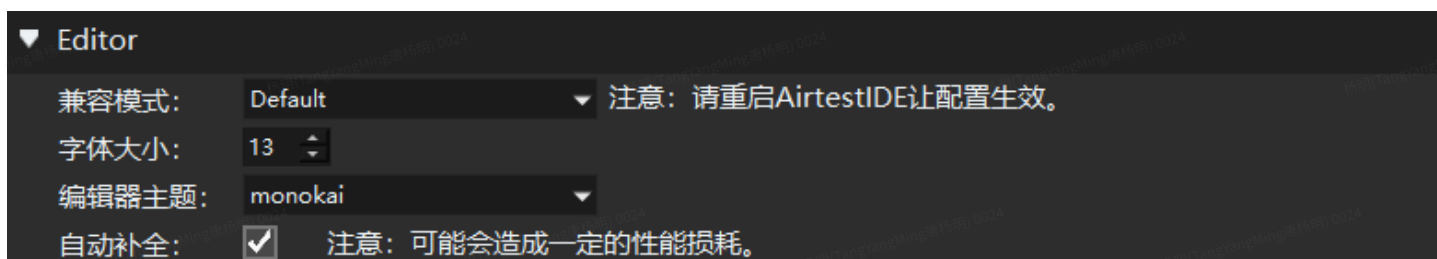 Editor
兼容模式： Default 注意：请重启AirtestIDE让配置生效。
字体大小： 13
编辑器主题： monokai
自动补全： 注意：可能会造成一定的性能损耗。